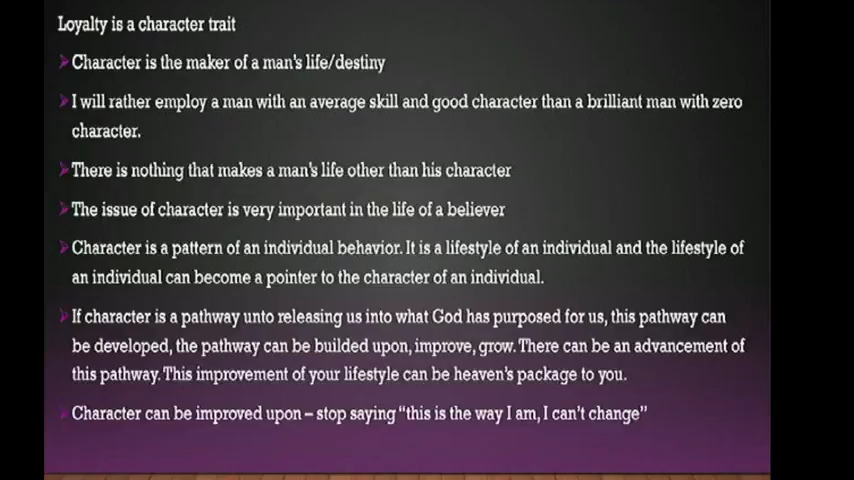 Loyalty is a character trait
Character is the maker of a man's life/destiny
I will rather employ a man with an average skill and good character than a brilliant man with zero
character.
There is nothing that makes a man's life other than his character
The issue of character is very important in the life of a believer
Character is a pattern of an individual behavior. It is a lifestyle of an individual and the lifestyle of
an individual can become a pointer to the character of an individual.
If character is a pathway unto releasing us into what God has purposed for us, this pathway can
be developed, the pathway can be builded upon, improve, grow. There can be an advancement of
this pathway. This improvement of your lifestyle can be heaven's package to you.
Character can be improved upon – stop saying “this is the way I am, I can't change”